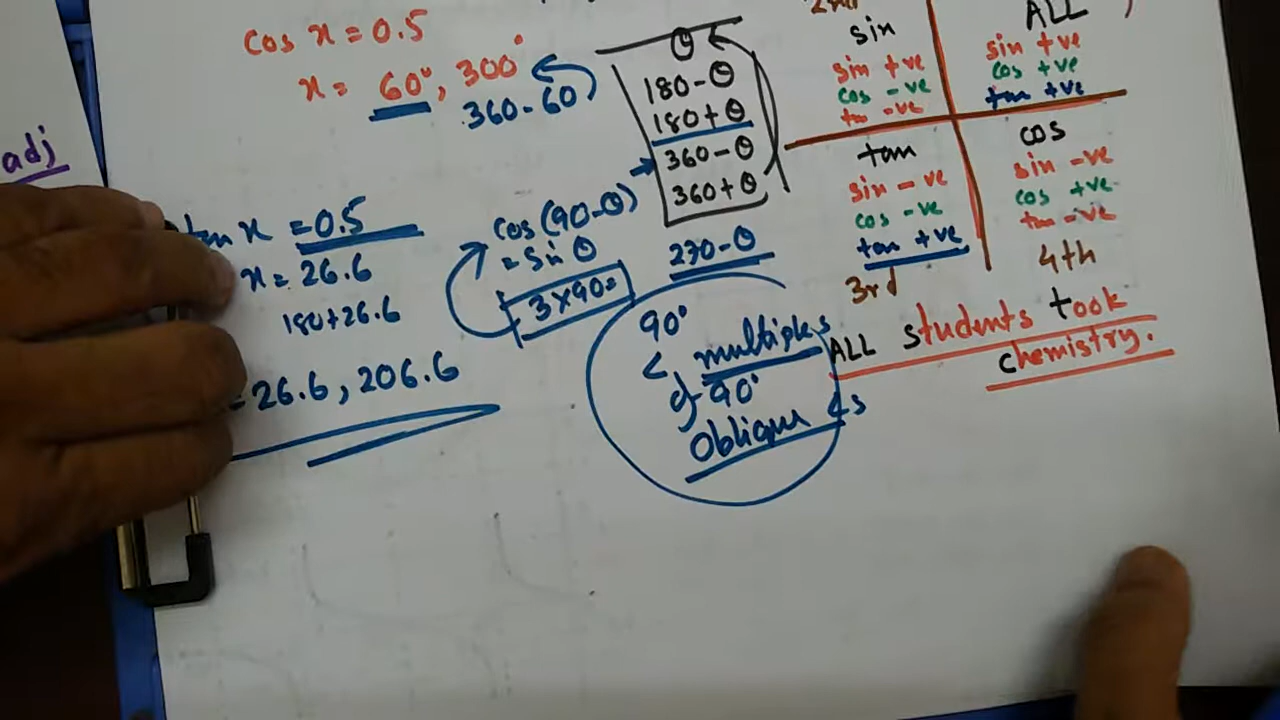 cos x = 0.5
x = 60°, 300°
360-60
θ
180-θ
180+θ
360-θ
360+θ
2nd
sin
sin +ve
cos -ve
tan -ve
ALL
sin +ve
cos +ve
tan +ve
tan
sin -ve
cos -ve
tan +ve
3rd
cos
sin -ve
cos +ve
tan -ve
4th
ALL students took
chemistry.
adj
tan x = 0.5
x = 26.6
180+26.6
= 26.6, 206.6
cos(90-θ)
= sin θ
3×90=
270-θ
90°
< multiples
of 90°
Oblique ∠s